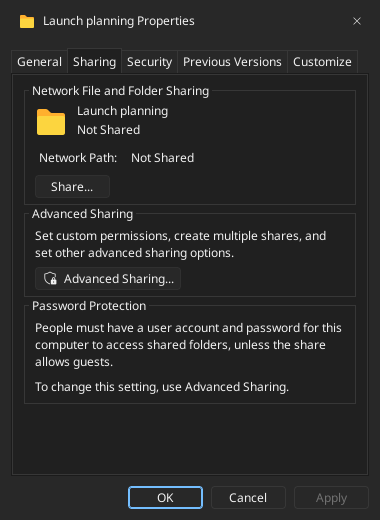 Launch planning Properties
General Sharing Security Previous Versions Customize
Network File and Folder Sharing
Launch planning
Not Shared
Network Path: Not Shared
Share...
Advanced Sharing
Set custom permissions, create multiple shares, and
set other advanced sharing options.
Advanced Sharing...
Password Protection
People must have a user account and password for this
computer to access shared folders, unless the share
allows guests.
To change this setting, use Advanced Sharing.
OK Cancel Apply